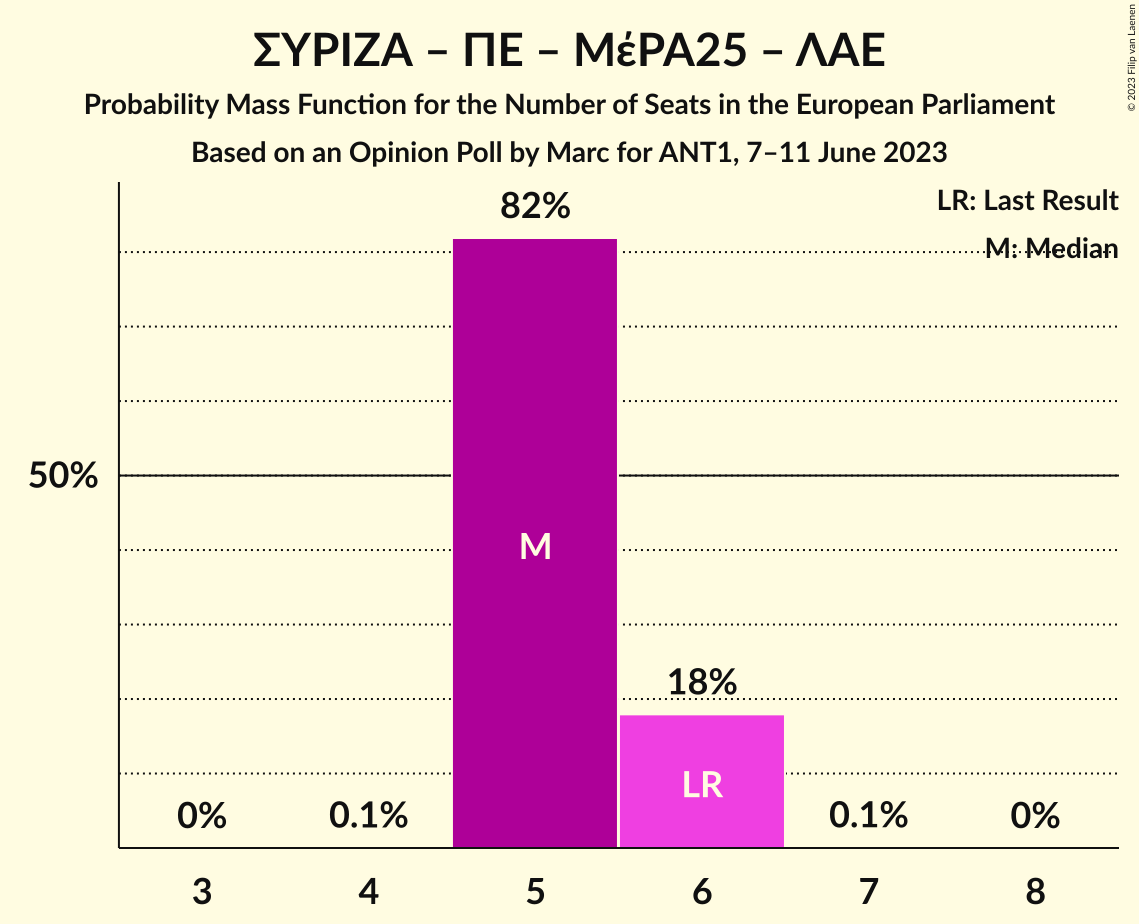 ΣΥΡΙΖΑ – ΠΕ – ΜέΡΑ25 – ΛΑΕ
Probability Mass Function for the Number of Seats in the European Parliament
Based on an Opinion Poll by Marc for ANT1, 7–11 June 2023
© 2023 Filip van Laenen
LR: Last Result
M: Median
82%
50%
M
18%
LR
0%
0.1%
0.1%
0%
3
4
5
6
7
8